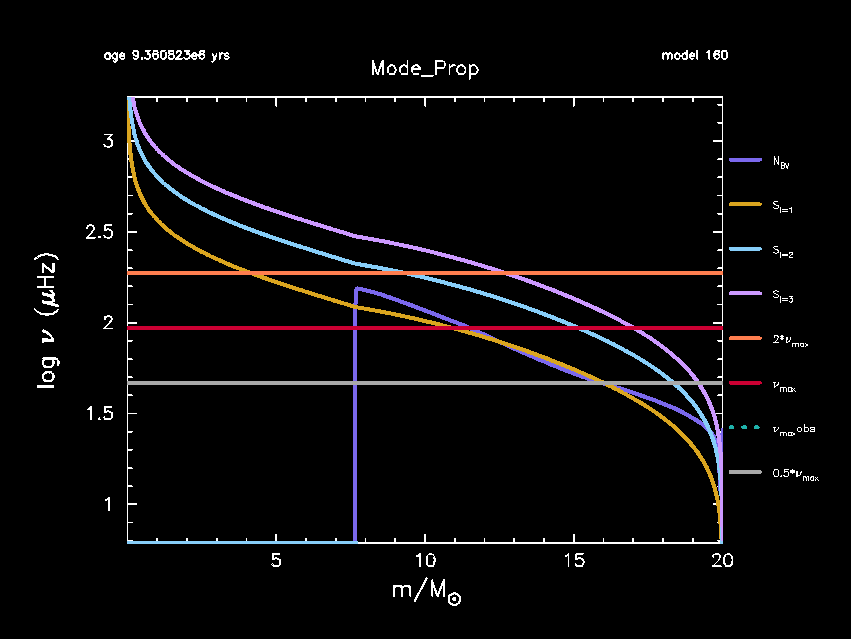 age 9.360823e6 yrs
model 160
Mode_Prop
log ν (μHz)
3
2.5
2
1.5
1
5
10
15
20
m/M☉
N_BV
S_l=1
S_l=2
S_l=3
2*ν_max
ν_max
ν_max obs
0.5*ν_max